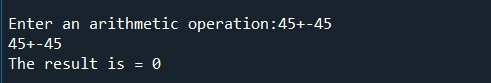 Enter an arithmetic operation:45+-45
45+-45
The result is = 0